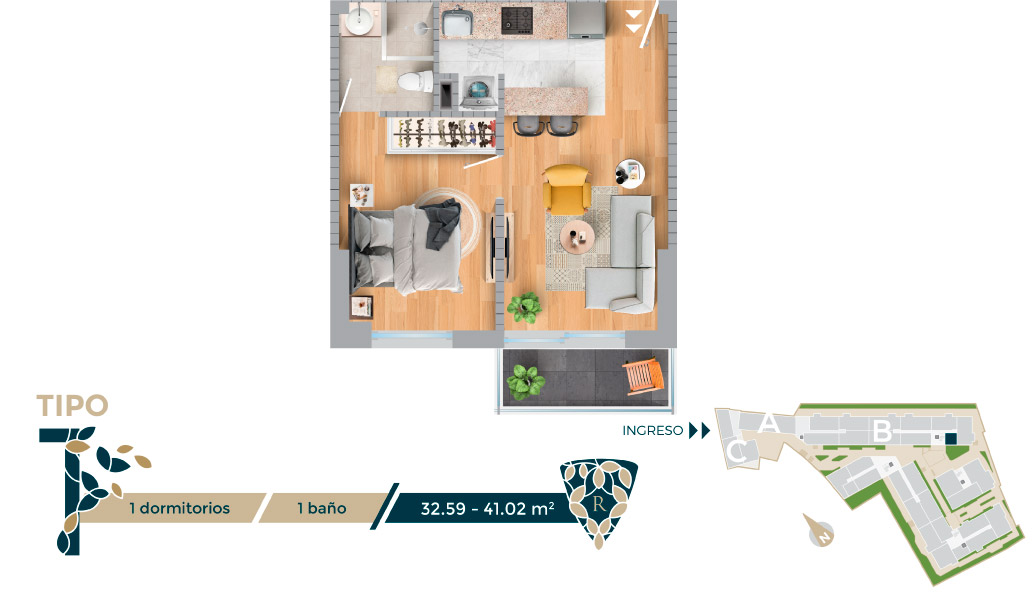 TIPO
T
1 dormitorios
1 baño
32.59 - 41.02 m²
R
INGRESO
A
B
C
N